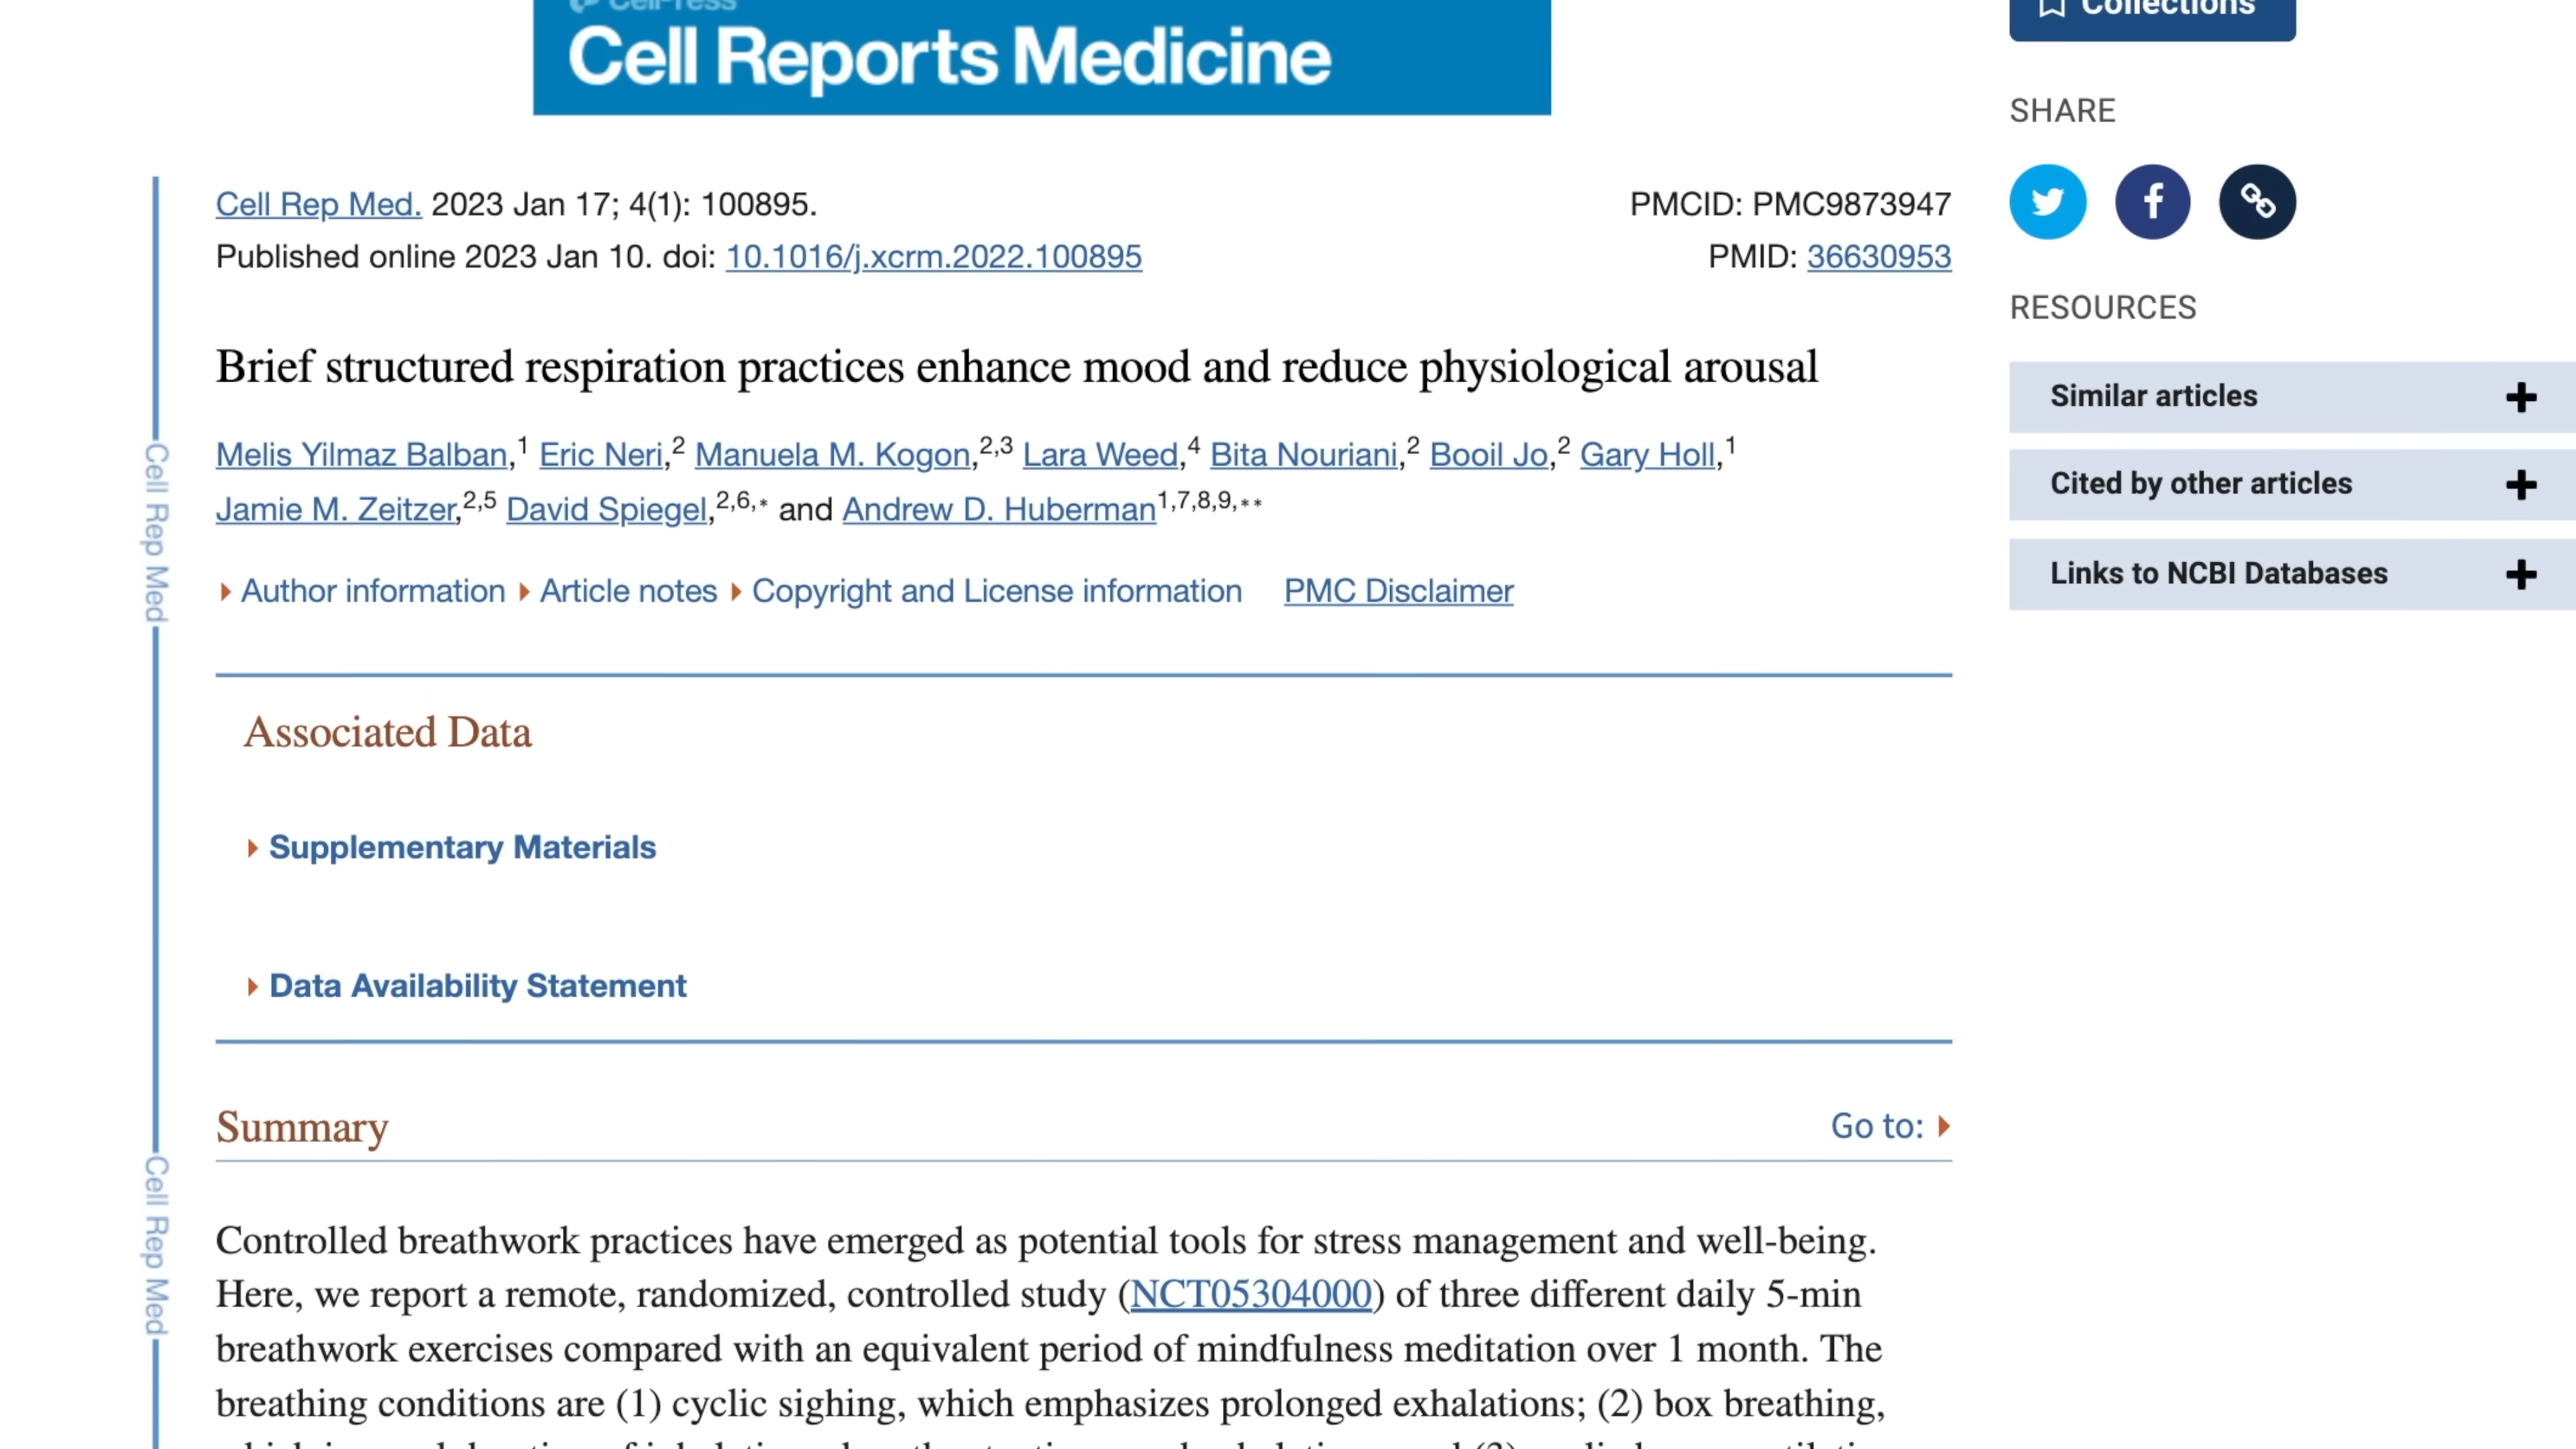 CellPress
Cell Reports Medicine
Collections
SHARE
Cell Rep Med. 2023 Jan 17; 4(1): 100895.
PMCID: PMC9873947
Published online 2023 Jan 10. doi: 10.1016/j.xcrm.2022.100895
PMID: 36630953
RESOURCES
Brief structured respiration practices enhance mood and reduce physiological arousal
Similar articles
Melis Yilmaz Balban,1 Eric Neri,2 Manuela M. Kogon,2,3 Lara Weed,4 Bita Nouriani,2 Booil Jo,2 Gary Holl,1
Cited by other articles
Jamie M. Zeitzer,2,5 David Spiegel,2,6,∗ and Andrew D. Huberman1,7,8,9,∗∗
Links to NCBI Databases
Author information Article notes Copyright and License information PMC Disclaimer
Cell Rep Med
Associated Data
Supplementary Materials
Data Availability Statement
Summary
Go to:
Cell Rep Med
Controlled breathwork practices have emerged as potential tools for stress management and well-being.
Here, we report a remote, randomized, controlled study (NCT05304000) of three different daily 5-min
breathwork exercises compared with an equivalent period of mindfulness meditation over 1 month. The
breathing conditions are (1) cyclic sighing, which emphasizes prolonged exhalations; (2) box breathing,